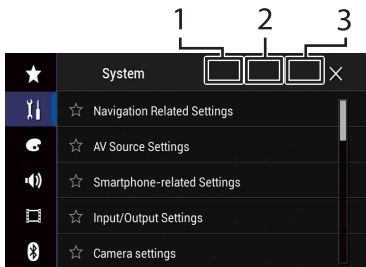 1 2 3
System
Navigation Related Settings
AV Source Settings
Smartphone-related Settings
Input/Output Settings
Camera settings